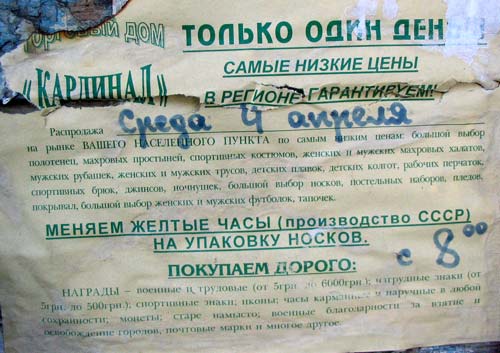 Торговый дом
"КАРДИНАЛ"
ТОЛЬКО ОДИН ДЕНЬ
САМЫЕ НИЗКИЕ ЦЕНЫ
В РЕГИОНЕ ГАРАНТИРУЕМ!
Распродажа Среда 4 апреля
на рынке ВАШЕГО НАСЕЛЕННОГО ПУНКТА по самым низким ценам: большой выбор
полотенец, махровых простыней, спортивных костюмов, женских и мужских махровых халатов,
мужских рубашек, женских и мужских трусов, детских плавок, детских колгот, рабочих перчаток,
спортивных брюк, джинсов, ночнушек, большой выбор носков, постельных наборов, пледов,
покрывал, большой выбор женских и мужских футболок, тапочек.
МЕНЯЕМ ЖЕЛТЫЕ ЧАСЫ (производство СССР)
НА УПАКОВКУ НОСКОВ.
с 8 00
ПОКУПАЕМ ДОРОГО:
НАГРАДЫ - военные и трудовые (от 5грн. до 6000грн.); нагрудные знаки (от
5грн. до 500грн.); спортивные знаки; иконы; часы карманные и наручные в любой
сохранности; монеты; старе намысто; военные благодарности за взятие и
освобождение городов, почтовые марки и многое другое.